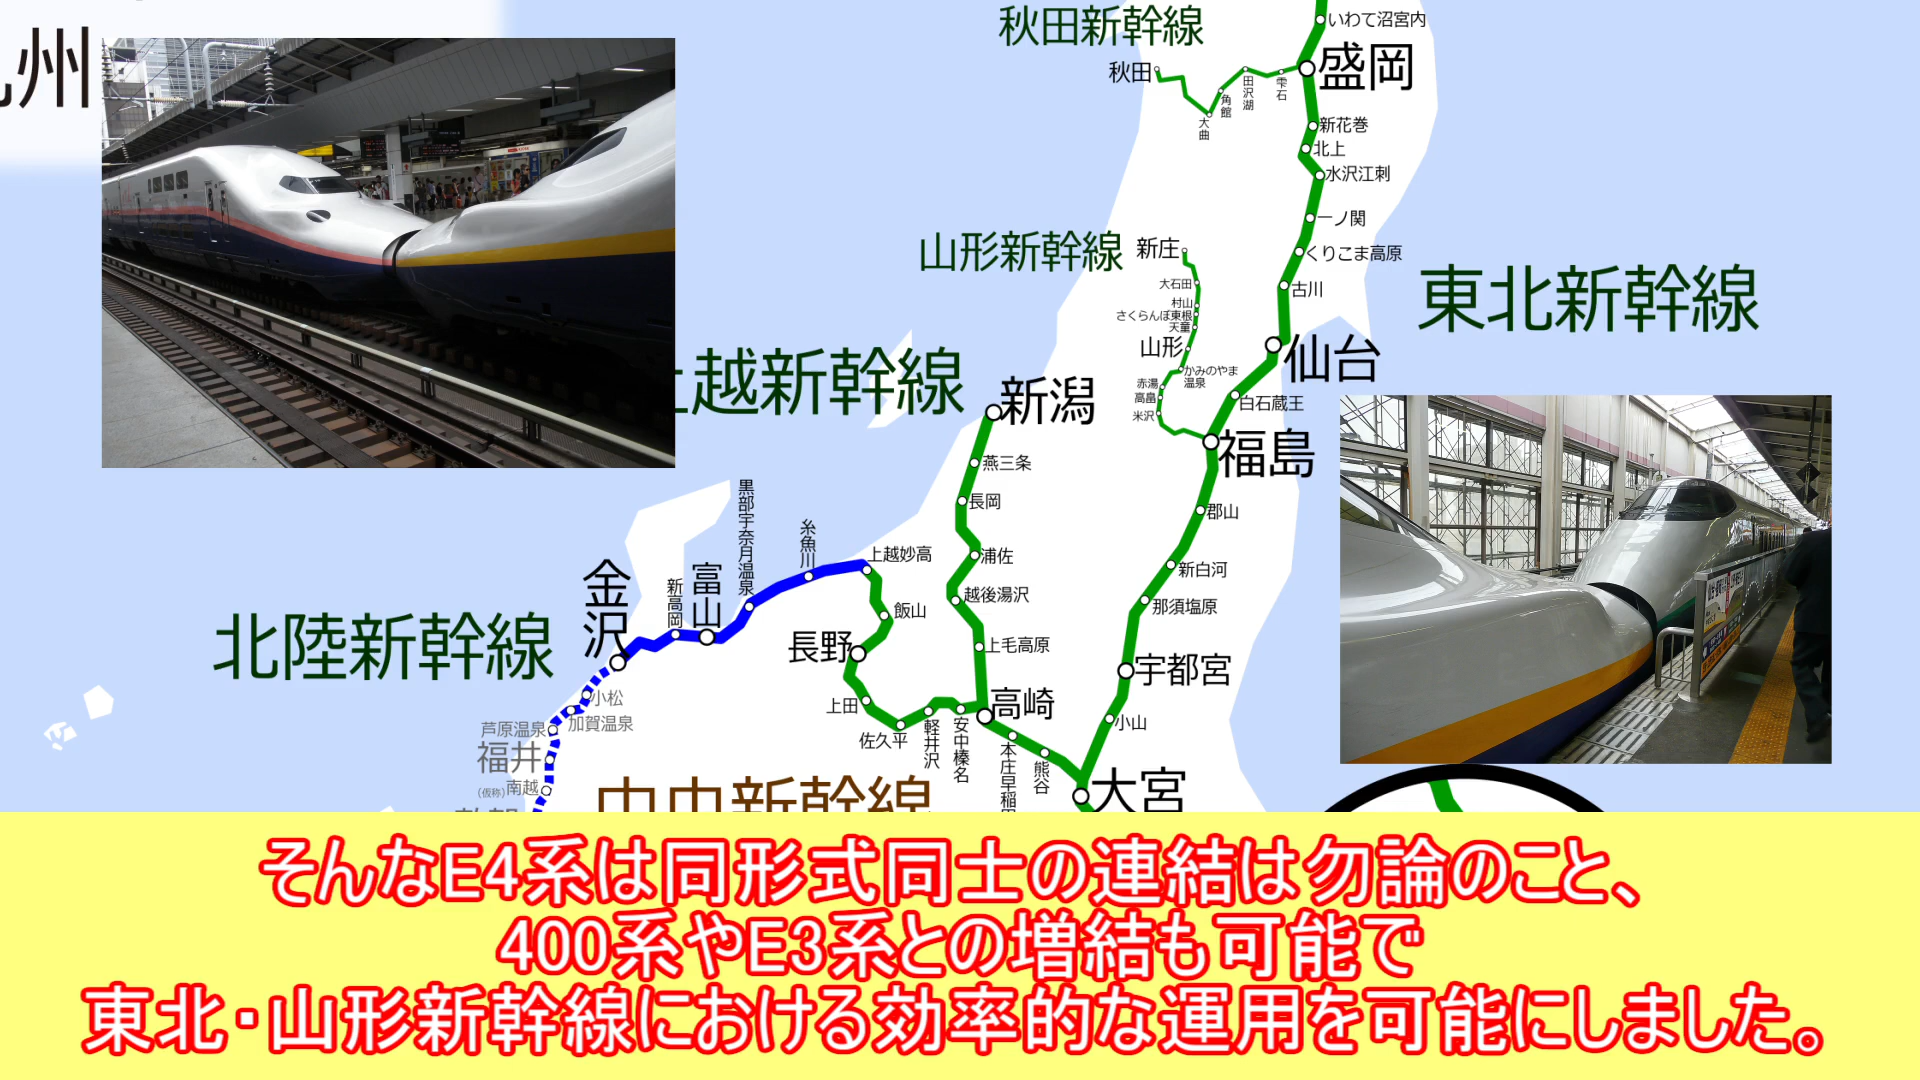 州
秋田新幹線
秋田
大曲
角館
田沢湖
雫石
いわて沼宮内
盛岡
新花巻
北上
水沢江刺
一ノ関
くりこま高原
古川
仙台
白石蔵王
福島
郡山
新白河
那須塩原
宇都宮
小山
大宮
東北新幹線
山形新幹線
新庄
大石田
村山
さくらんぼ東根
天童
山形
かみのやま
温泉
赤湯
高畠
米沢
越新幹線
新潟
燕三条
長岡
浦佐
越後湯沢
上毛高原
高崎
本庄早稲
熊谷
北陸新幹線
金沢
新高岡
富山
黒部宇奈月温泉
糸魚川
上越妙高
飯山
長野
上田
佐久平
軽井沢
安中榛名
小松
加賀温泉
芦原温泉
福井
(仮称)南越
中央新幹線
そんなE4系は同形式同士の連結は勿論のこと、
400系やE3系との増結も可能で
東北・山形新幹線における効率的な運用を可能にしました。